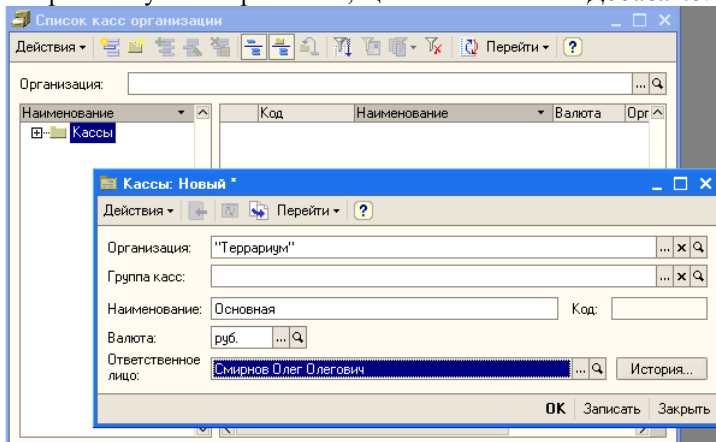 Список касс организации
Действия Перейти
Организация: ...
Наименование Код Наименование Валюта Орг
Кассы
Кассы: Новый *
Действия Перейти ?
Организация: "Террариум" ... x
Группа касс: ... x
Наименование: Основная Код:
Валюта: руб. ...
Ответственное
лицо: Смирнов Олег Олегович ... История...
OK Записать Закрыть